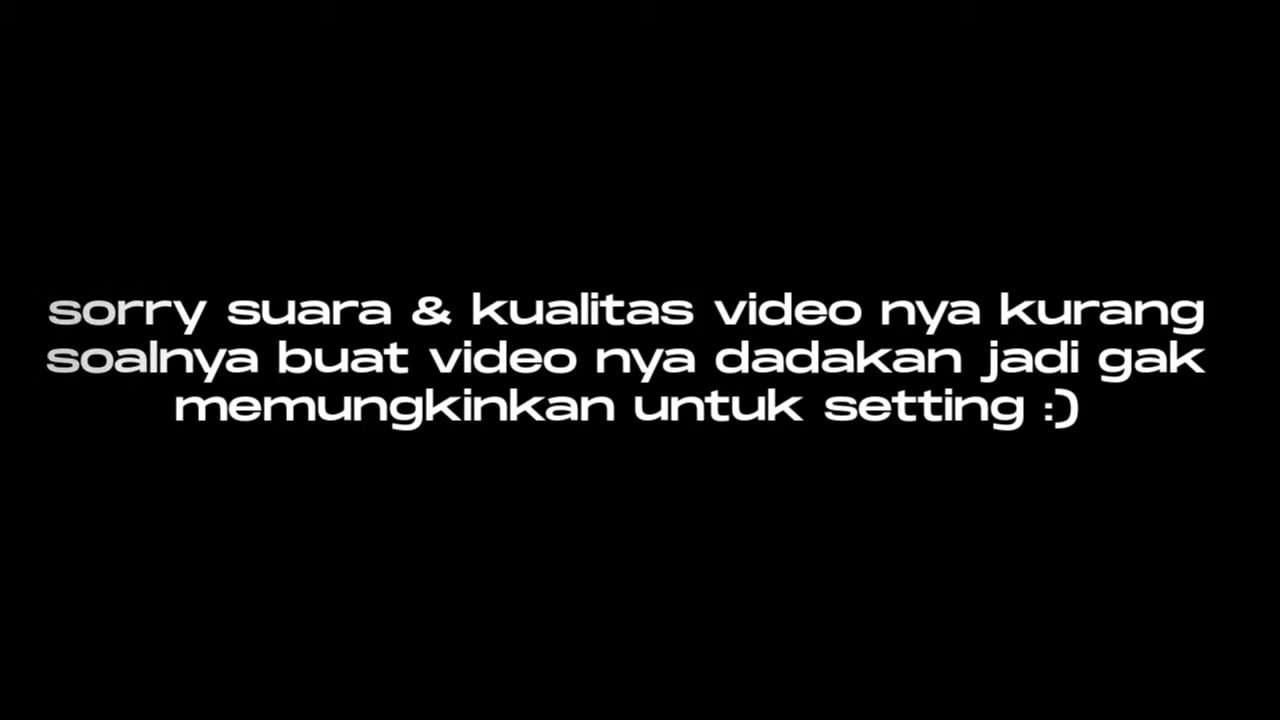 sorry suara & kualitas video nya kurang
soalnya buat video nya dadakan jadi gak
memungkinkan untuk setting :)